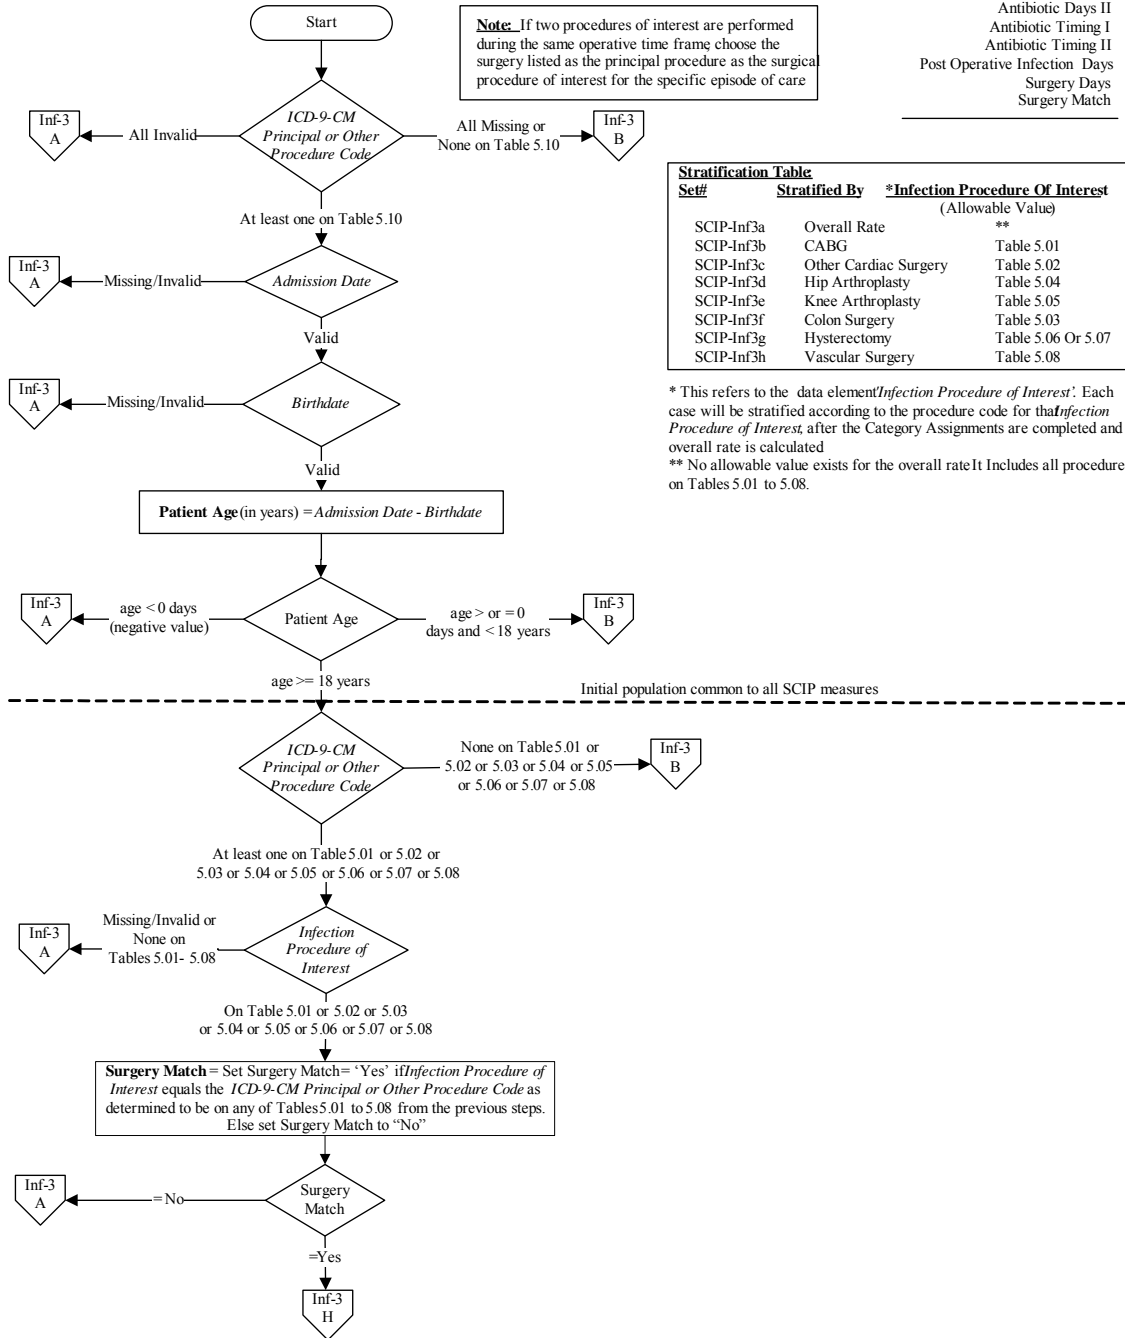 Start
Note: If two procedures of interest are performed
during the same operative time frame, choose the
surgery listed as the principal procedure as the surgical
procedure of interest for the specific episode of care.
Antibiotic Days II
Antibiotic Timing I
Antibiotic Timing II
Post Operative Infection Days
Surgery Days
Surgery Match
ICD-9-CM
Principal or Other
Procedure Code
Inf-3
A
All Invalid
All Missing or
None on Table 5.10
Inf-3
B
At least one on Table 5.10
Stratification Table:
Set# Stratified By *Infection Procedure Of Interest
(Allowable Value)
SCIP-Inf3a Overall Rate **
SCIP-Inf3b CABG Table 5.01
SCIP-Inf3c Other Cardiac Surgery Table 5.02
SCIP-Inf3d Hip Arthroplasty Table 5.04
SCIP-Inf3e Knee Arthroplasty Table 5.05
SCIP-Inf3f Colon Surgery Table 5.03
SCIP-Inf3g Hysterectomy Table 5.06 Or 5.07
SCIP-Inf3h Vascular Surgery Table 5.08
* This refers to the data element 'Infection Procedure of Interest'. Each
case will be stratified according to the procedure code for that Infection
Procedure of Interest, after the Category Assignments are completed and
overall rate is calculated
** No allowable value exists for the overall rate It Includes all procedure
on Tables 5.01 to 5.08.
Inf-3
A
Missing/Invalid
Admission Date
Valid
Inf-3
A
Missing/Invalid
Birthdate
Valid
Patient Age (in years) = Admission Date - Birthdate
Inf-3
A
age < 0 days
(negative value)
Patient Age
age > or = 0
days and < 18 years
Inf-3
B
age >= 18 years
Initial population common to all SCIP measures
ICD-9-CM
Principal or Other
Procedure Code
None on Table 5.01 or
5.02 or 5.03 or 5.04 or 5.05
or 5.06 or 5.07 or 5.08
Inf-3
B
At least one on Table 5.01 or 5.02 or
5.03 or 5.04 or 5.05 or 5.06 or 5.07 or 5.08
Inf-3
A
Missing/Invalid or
None on
Tables 5.01- 5.08
Infection
Procedure of
Interest
On Table 5.01 or 5.02 or 5.03
or 5.04 or 5.05 or 5.06 or 5.07 or 5.08
Surgery Match = Set Surgery Match = ‘Yes’ if Infection Procedure of
Interest equals the ICD-9-CM Principal or Other Procedure Code as
determined to be on any of Tables 5.01 to 5.08 from the previous steps.
Else set Surgery Match to “No”
Inf-3
A
= No
Surgery
Match
=Yes
Inf-3
H